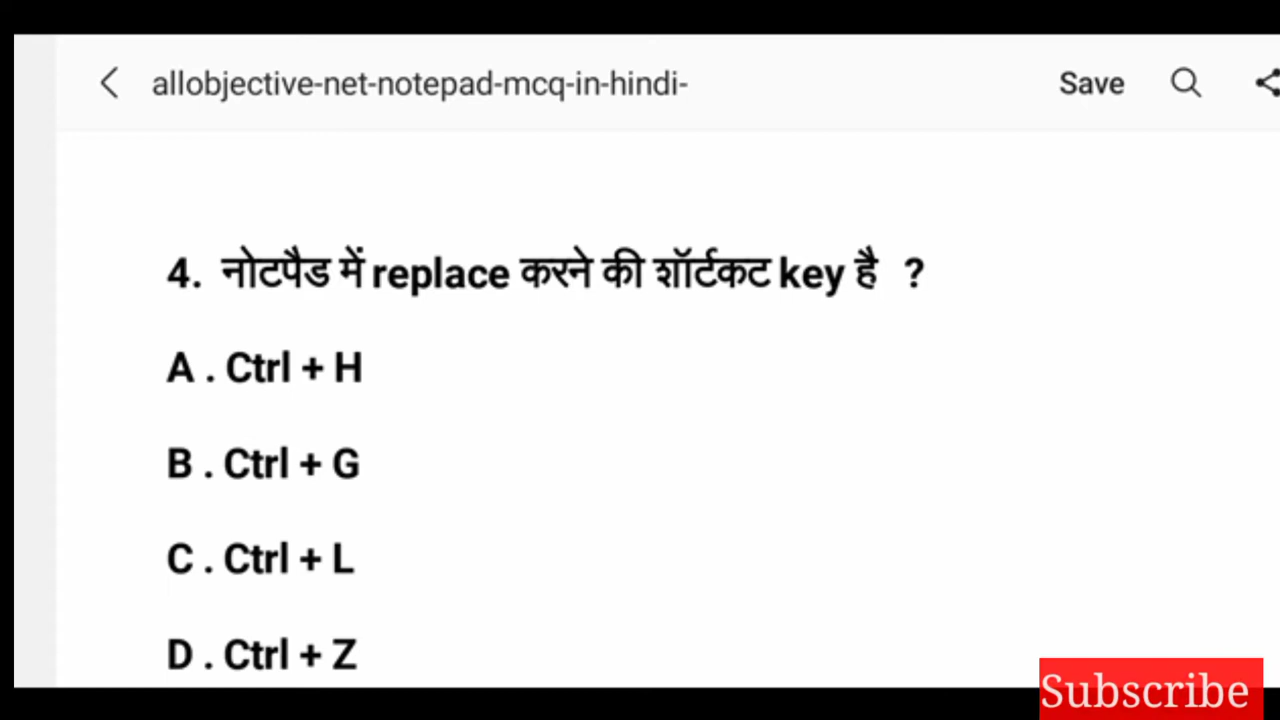 allobjective-net-notepad-mcq-in-hindi-
Save
4. नोटपैड में replace करने की शॉर्टकट key है ?
A . Ctrl + H
B . Ctrl + G
C . Ctrl + L
D . Ctrl + Z
Subscribe